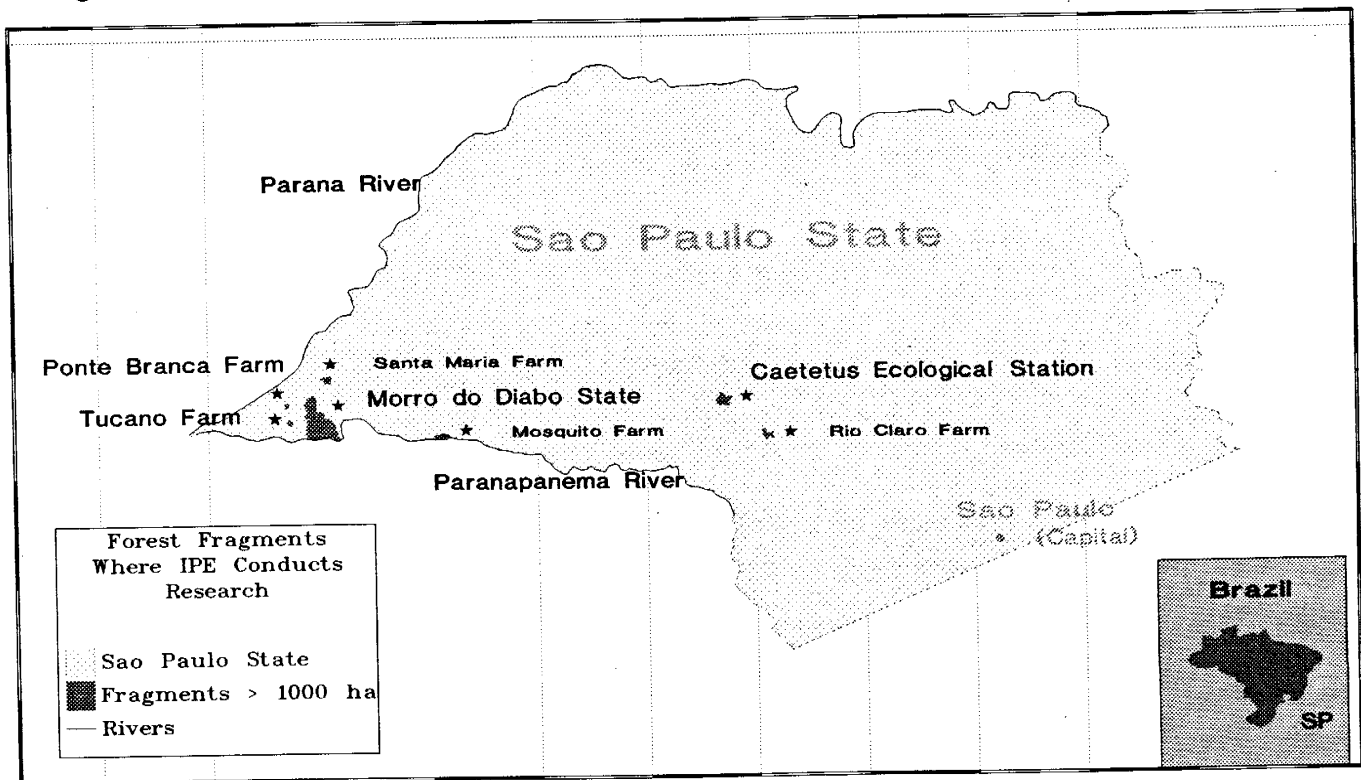 Parana River
Sao Paulo State
Ponte Branca Farm
Santa Maria Farm
Caetetus Ecological Station
Morro do Diabo State
Tucano Farm
Mosquito Farm
Rio Claro Farm
Paranapanema River
Sao Paulo
(Capital)
Forest Fragments
Where IPE Conducts
Research
Sao Paulo State
Fragments > 1000 ha
Rivers
Brazil
SP